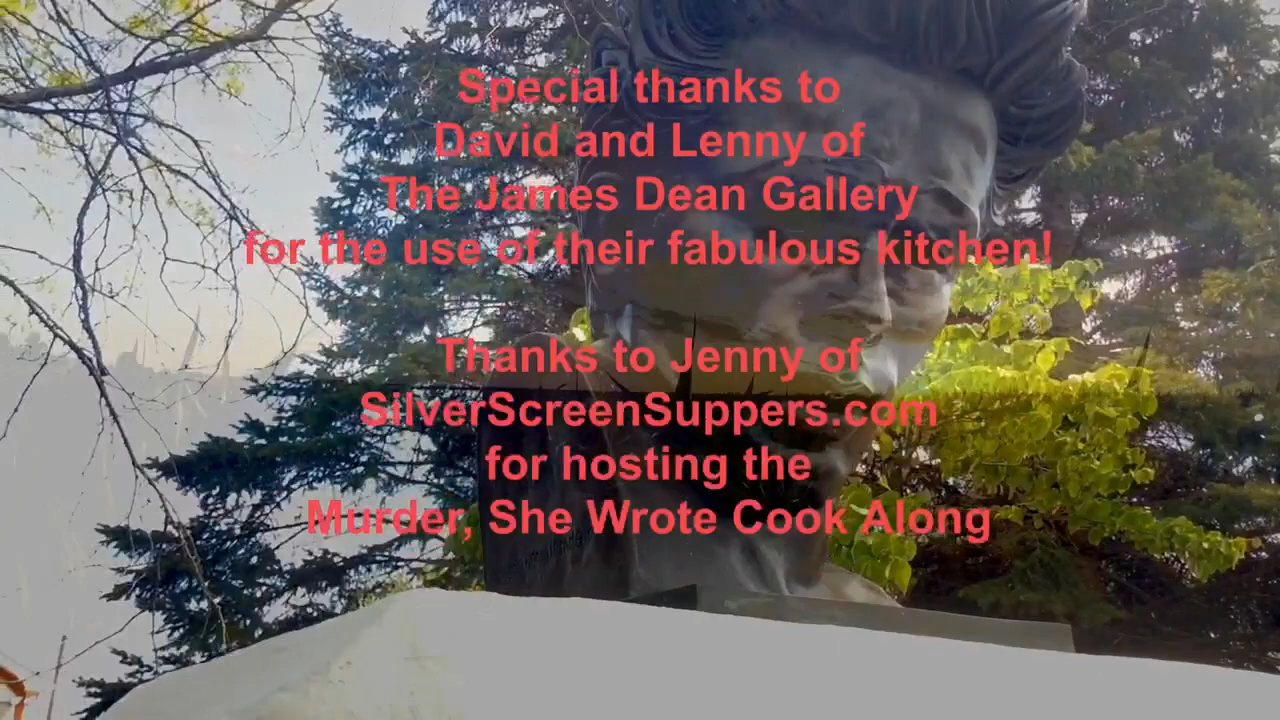 Special thanks to
David and Lenny of
The James Dean Gallery
for the use of their fabulous kitchen!
Thanks to Jenny of
SilverScreenSuppers.com
for hosting the
Murder, She Wrote Cook Along